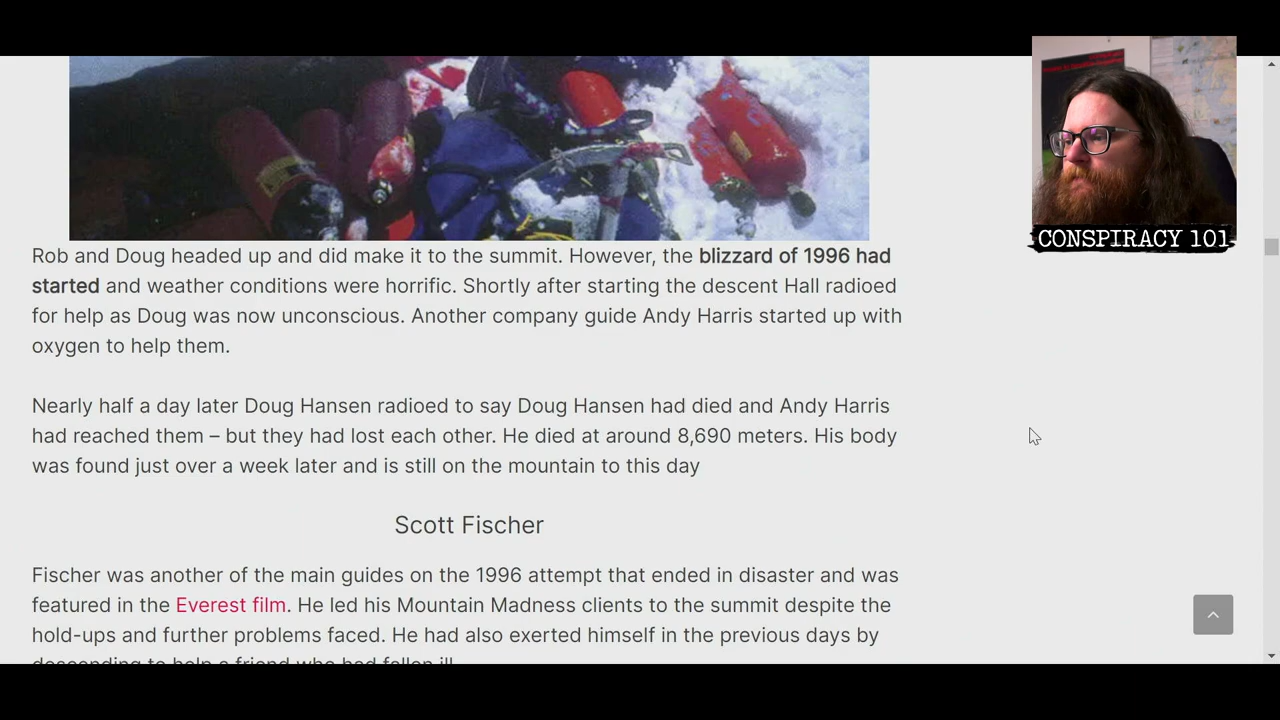 CONSPIRACY 101
Rob and Doug headed up and did make it to the summit. However, the blizzard of 1996 had
started and weather conditions were horrific. Shortly after starting the descent Hall radioed
for help as Doug was now unconscious. Another company guide Andy Harris started up with
oxygen to help them.
Nearly half a day later Doug Hansen radioed to say Doug Hansen had died and Andy Harris
had reached them – but they had lost each other. He died at around 8,690 meters. His body
was found just over a week later and is still on the mountain to this day
Scott Fischer
Fischer was another of the main guides on the 1996 attempt that ended in disaster and was
featured in the Everest film. He led his Mountain Madness clients to the summit despite the
hold-ups and further problems faced. He had also exerted himself in the previous days by
descending to help a friend who had fallen ill